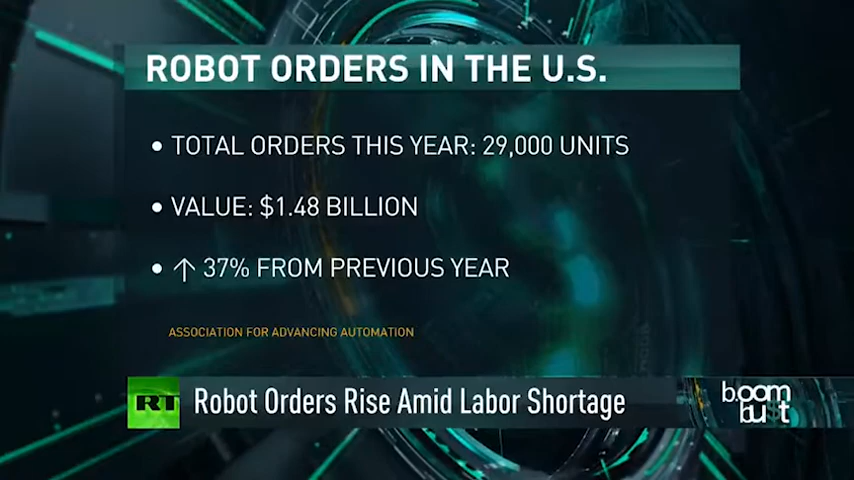 ROBOT ORDERS IN THE U.S.
• TOTAL ORDERS THIS YEAR: 29,000 UNITS
• VALUE: $1.48 BILLION
• ↑ 37% FROM PREVIOUS YEAR
ASSOCIATION FOR ADVANCING AUTOMATION
RT Robot Orders Rise Amid Labor Shortage
boom
bu$t